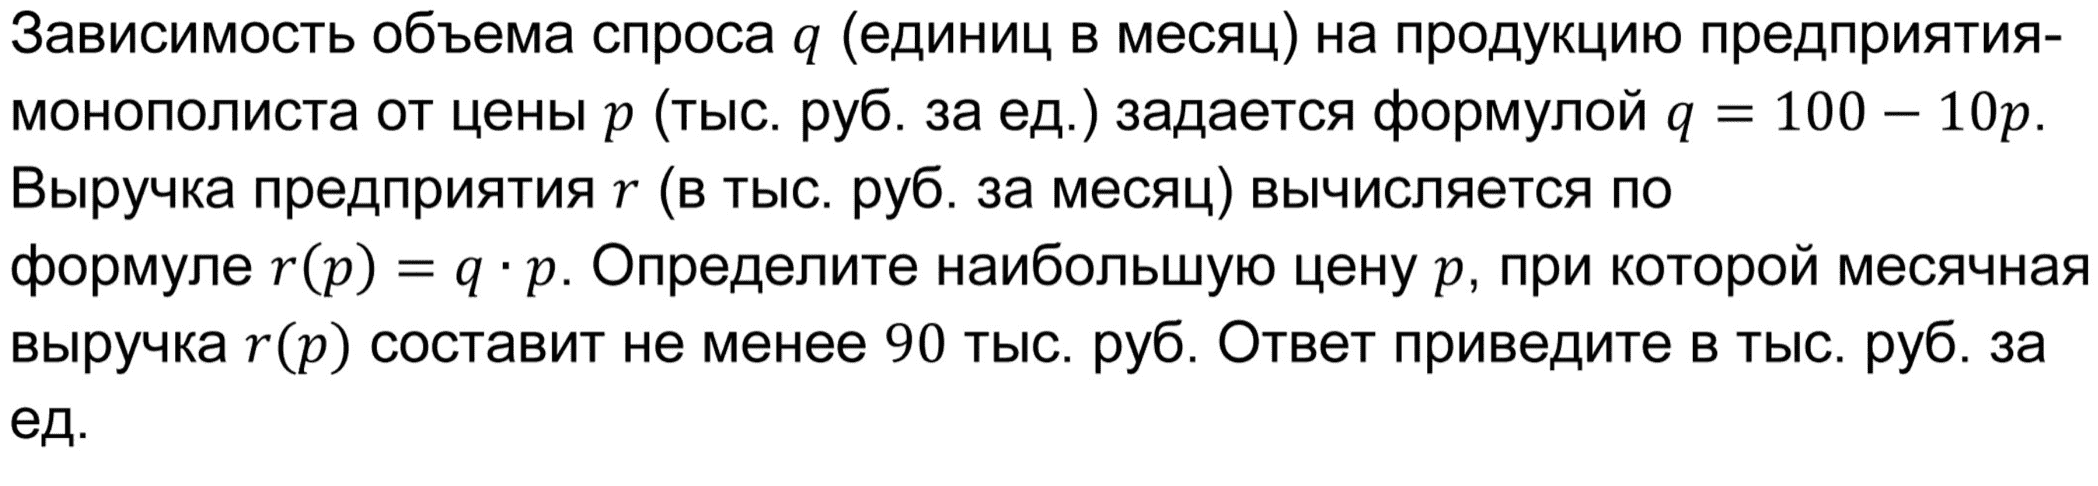 Зависимость объема спроса q (единиц в месяц) на продукцию предприятия-
монополиста от цены p (тыс. руб. за ед.) задается формулой q = 100 − 10p.
Выручка предприятия r (в тыс. руб. за месяц) вычисляется по
формуле r(p) = q · p. Определите наибольшую цену p, при которой месячная
выручка r(p) составит не менее 90 тыс. руб. Ответ приведите в тыс. руб. за
ед.